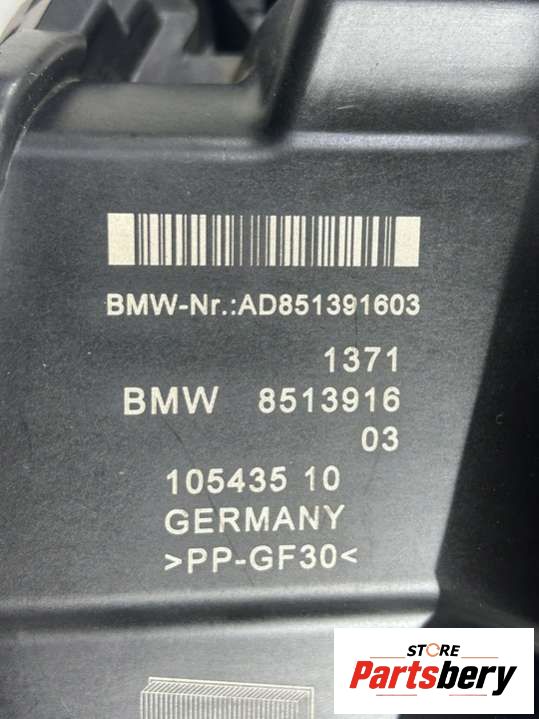 BMW-Nr.:AD851391603
1371
BMW 8513916
03
105435 10
GERMANY
>PP-GF30<
STORE
Partsbery